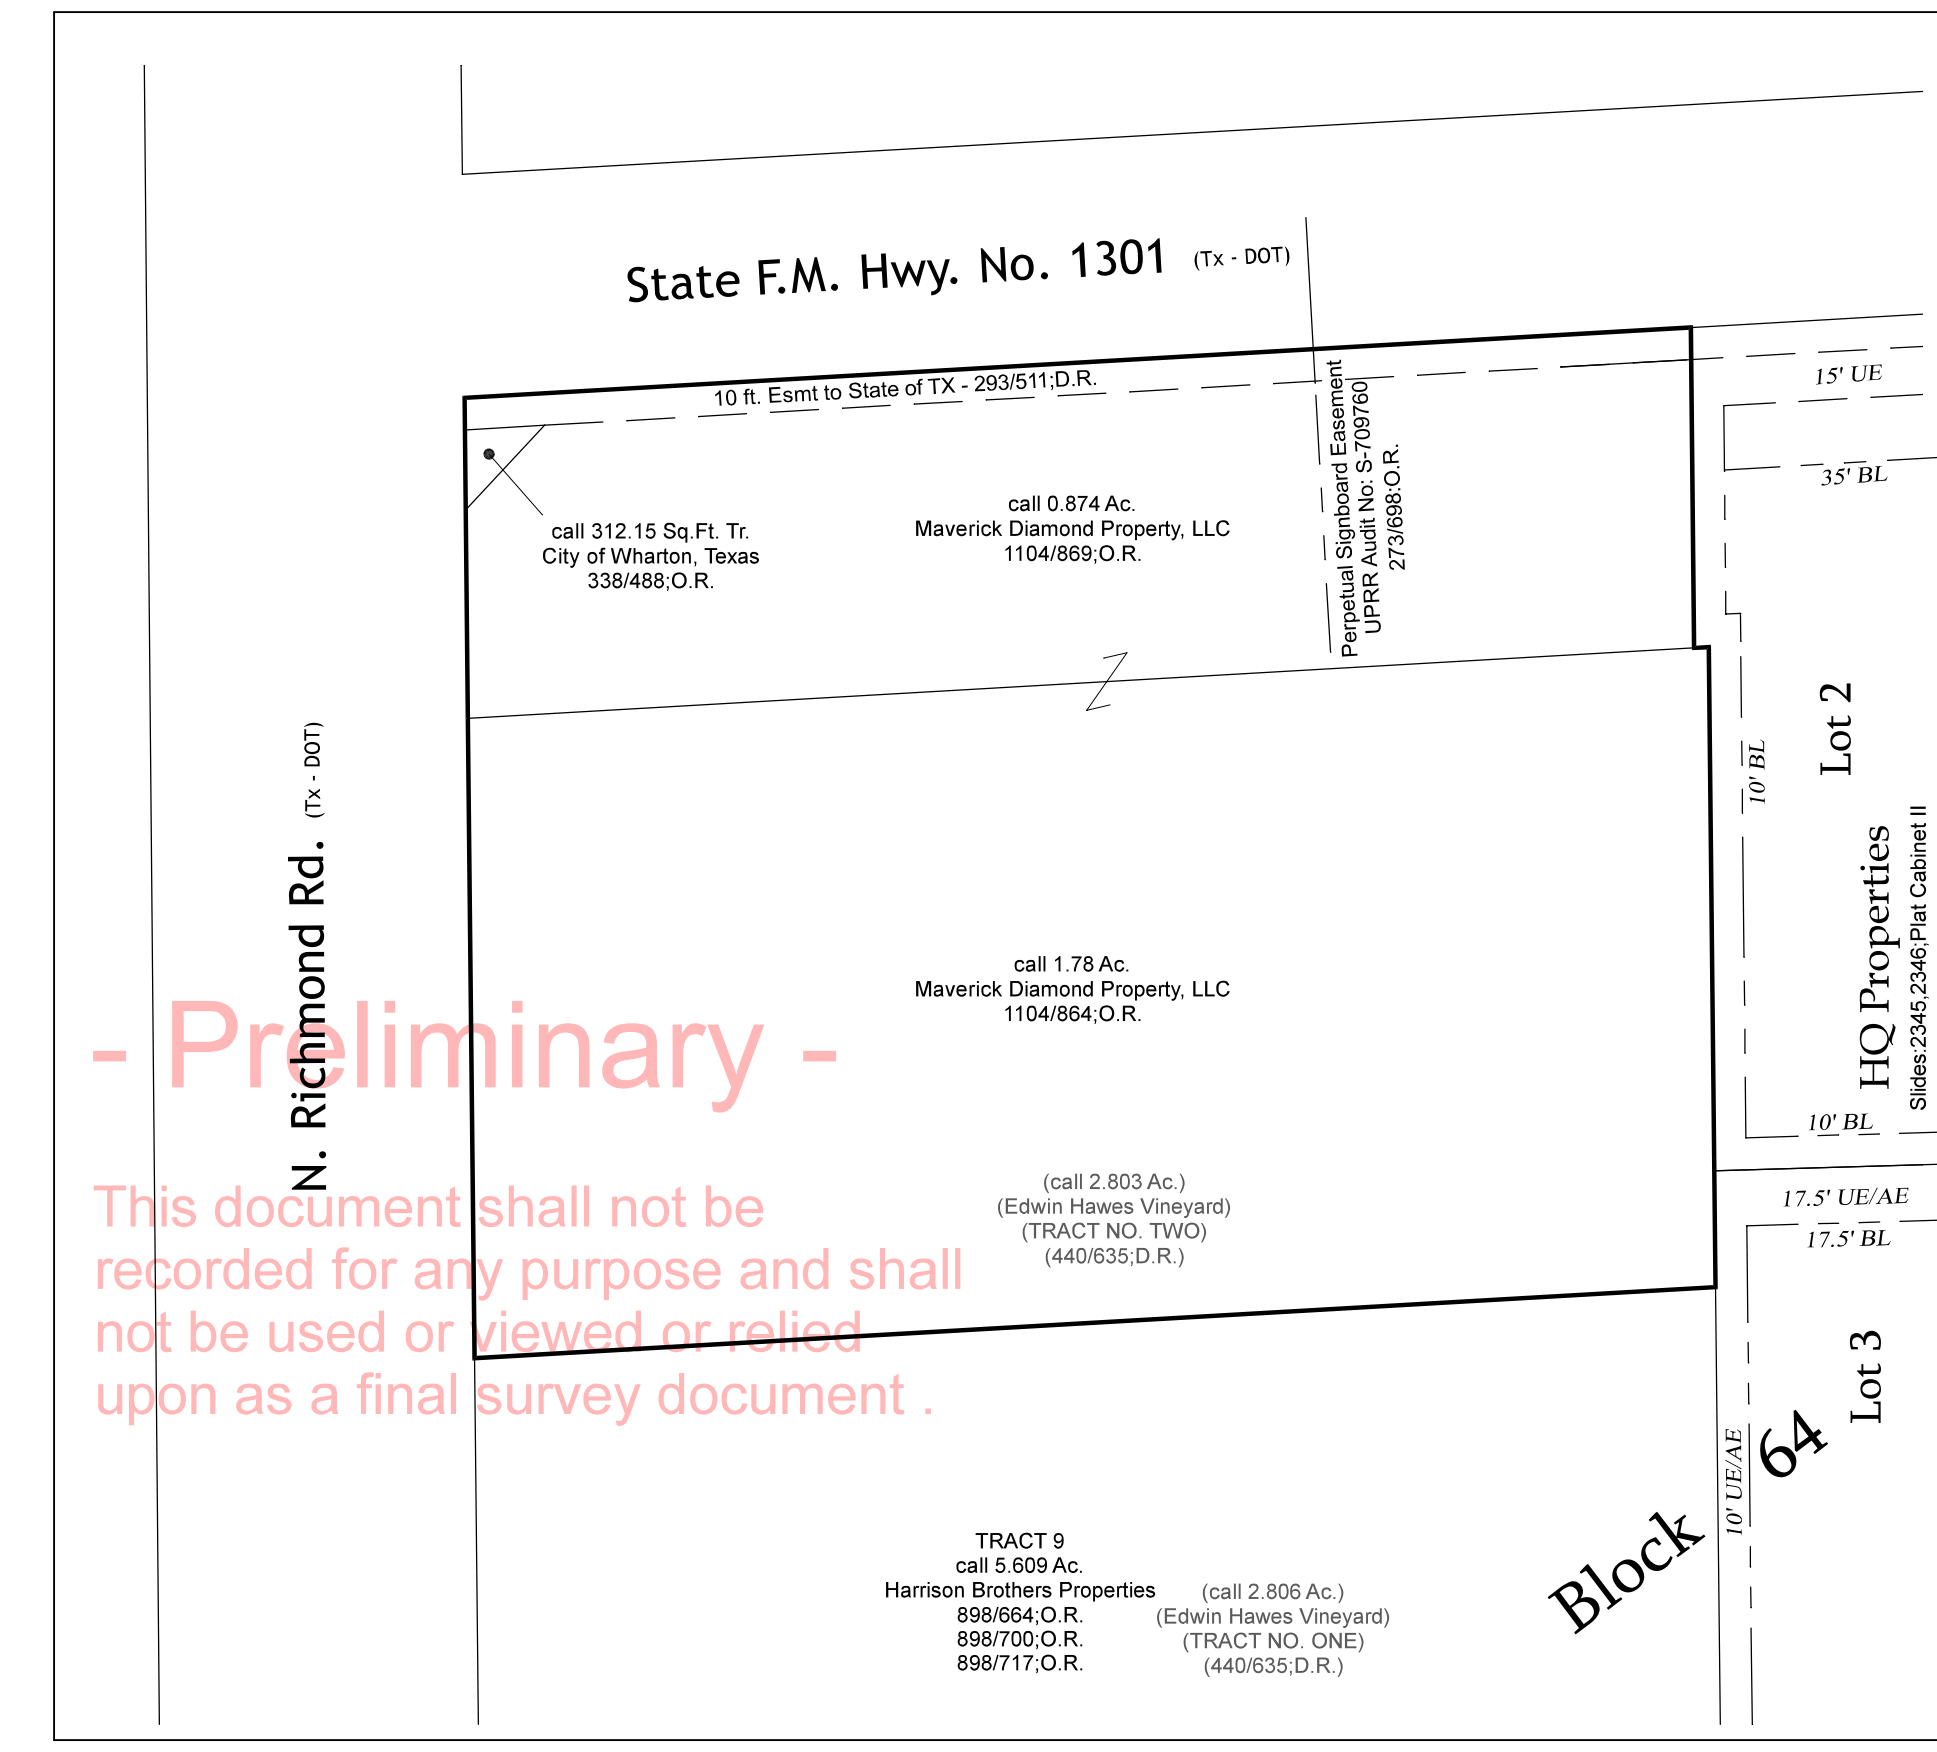 State F.M. Hwy. No. 1301 (Tx - DOT)
10 ft. Esmt to State of TX - 293/511;D.R.
15' UE
35' BL
Perpetual Signboard Easement
UPRR Audit No: S-709760
273/698:O.R.
call 312.15 Sq.Ft. Tr.
City of Wharton, Texas
338/488;O.R.
call 0.874 Ac.
Maverick Diamond Property, LLC
1104/869;O.R.
N. Richmond Rd. (Tx - DOT)
10' BL
Lot 2
HQ Properties
Slides:2345,2346;Plat Cabinet II
call 1.78 Ac.
Maverick Diamond Property, LLC
1104/864;O.R.
- Preliminary -
This document shall not be
recorded for any purpose and shall
not be used or viewed or relied
upon as a final survey document .
(call 2.803 Ac.)
(Edwin Hawes Vineyard)
(TRACT NO. TWO)
(440/635;D.R.)
10' BL
17.5' UE/AE
17.5' BL
Lot 3
Block 64
10' UE/AE
TRACT 9
call 5.609 Ac.
Harrison Brothers Properties
898/664;O.R.
898/700;O.R.
898/717;O.R.
(call 2.806 Ac.)
(Edwin Hawes Vineyard)
(TRACT NO. ONE)
(440/635;D.R.)